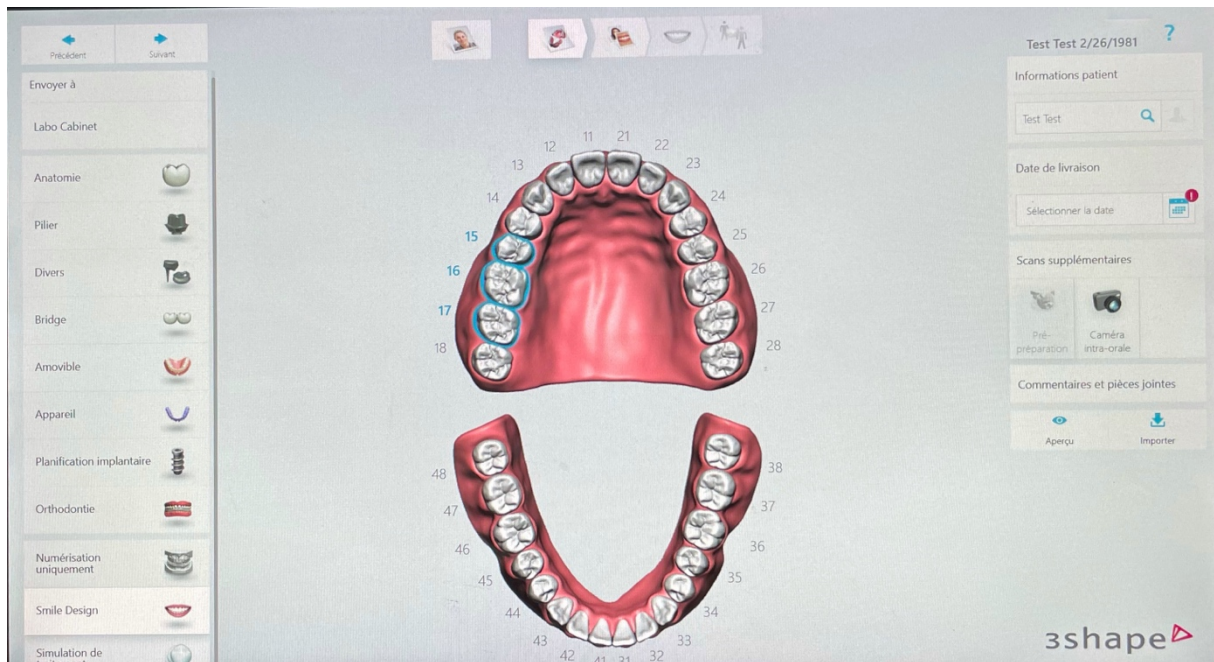 Précédent
Suivant
Envoyer à
Labo Cabinet
Anatomie
Pilier
Divers
Bridge
Amovible
Appareil
Planification implantaire
Orthodontie
Numérisation
uniquement
Smile Design
Simulation de
11 21
12 22
13 23
14 24
15 25
16 26
17 27
18 28
48 38
47 37
46 36
45 35
44 34
43 33
42 41 31 32
?
Test Test 2/26/1981
Informations patient
Test Test
Date de livraison
Sélectionner la date
!
Scans supplémentaires
Pré-
préparation
Caméra
intra-orale
Commentaires et pièces jointes
Aperçu
Importer
3shape